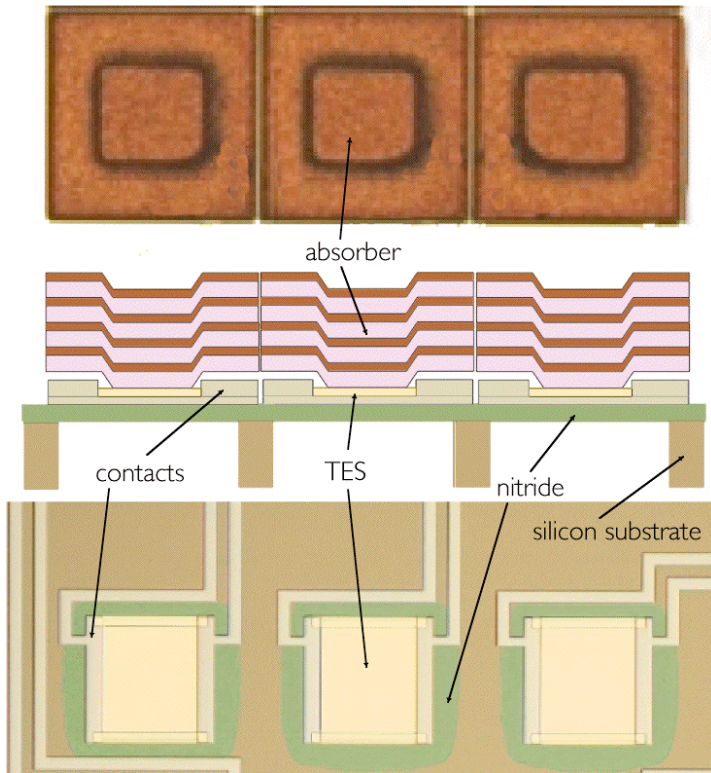 absorber
contacts
TES
nitride
silicon substrate